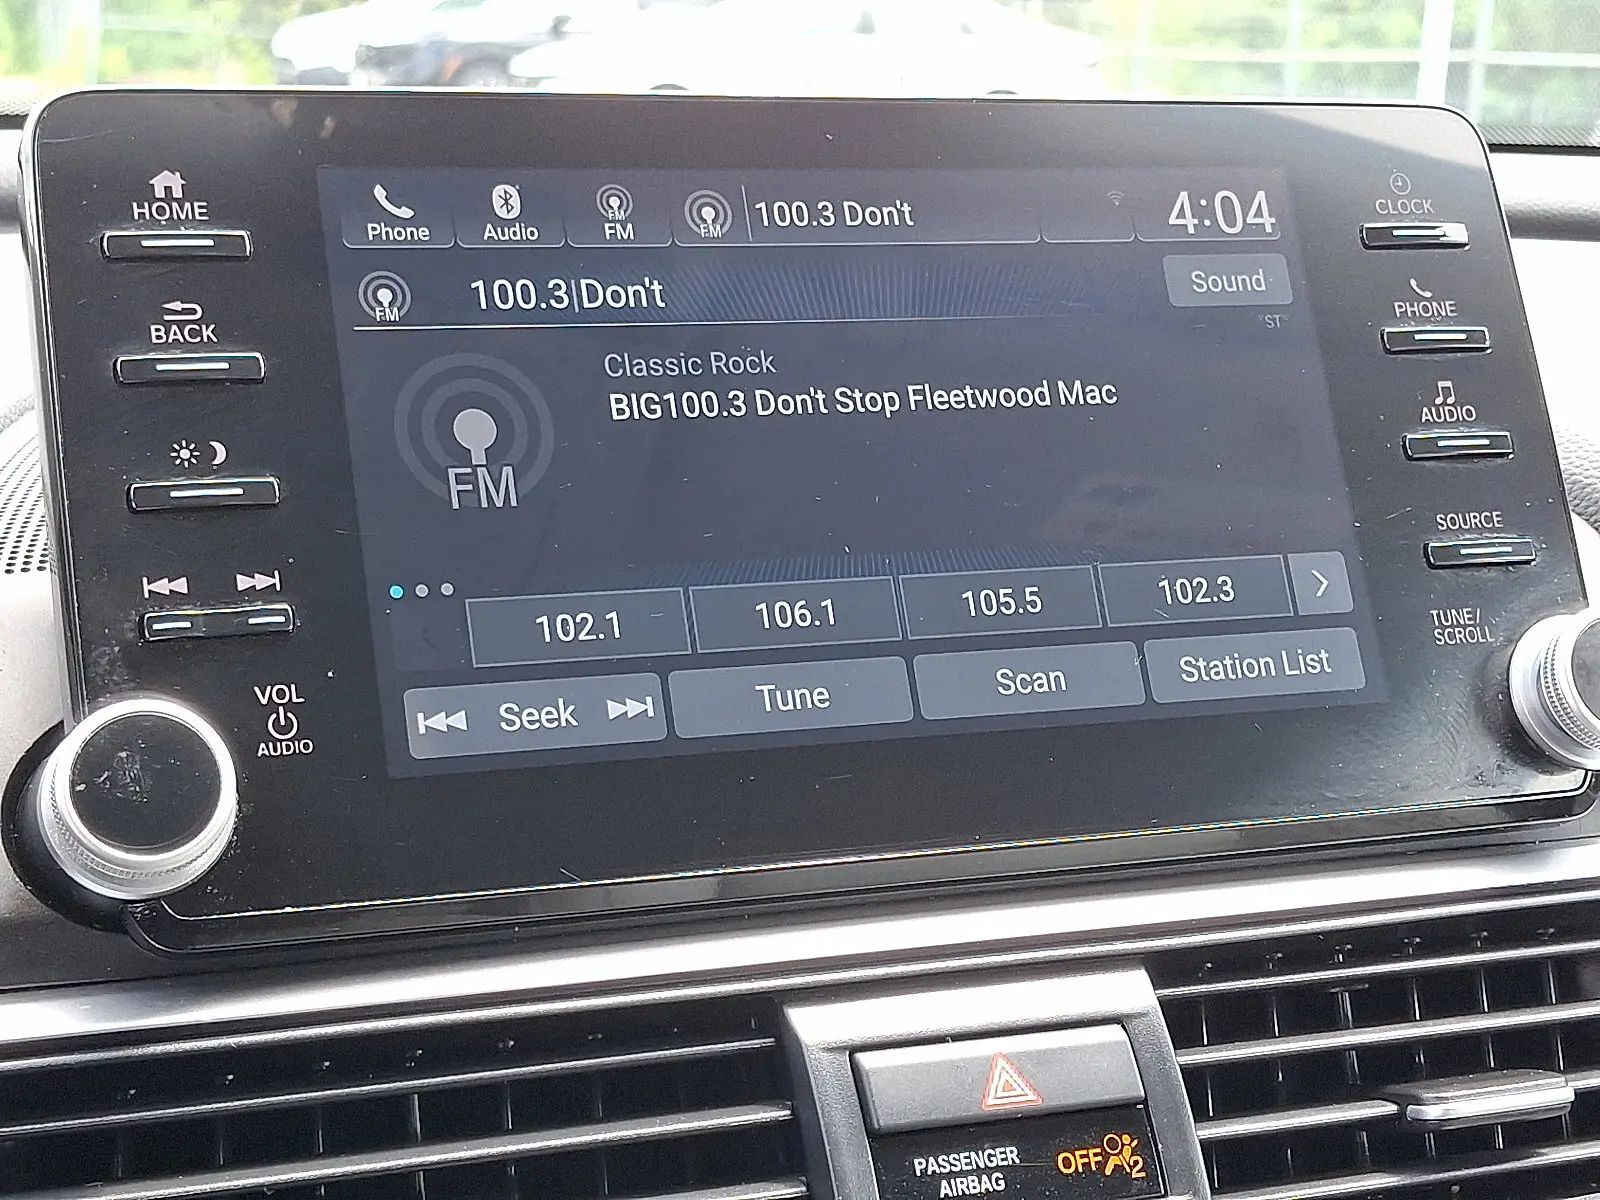 HOME
BACK
VOL
AUDIO
Phone
Audio
FM
FM
100.3 Don't
4:04
FM
100.3|Don't
Sound
ST
Classic Rock
BIG100.3 Don't Stop Fleetwood Mac
FM
102.1
106.1
105.5
102.3
Seek
Tune
Scan
Station List
CLOCK
PHONE
AUDIO
SOURCE
TUNE/
SCROLL
PASSENGER
AIRBAG
OFF
2